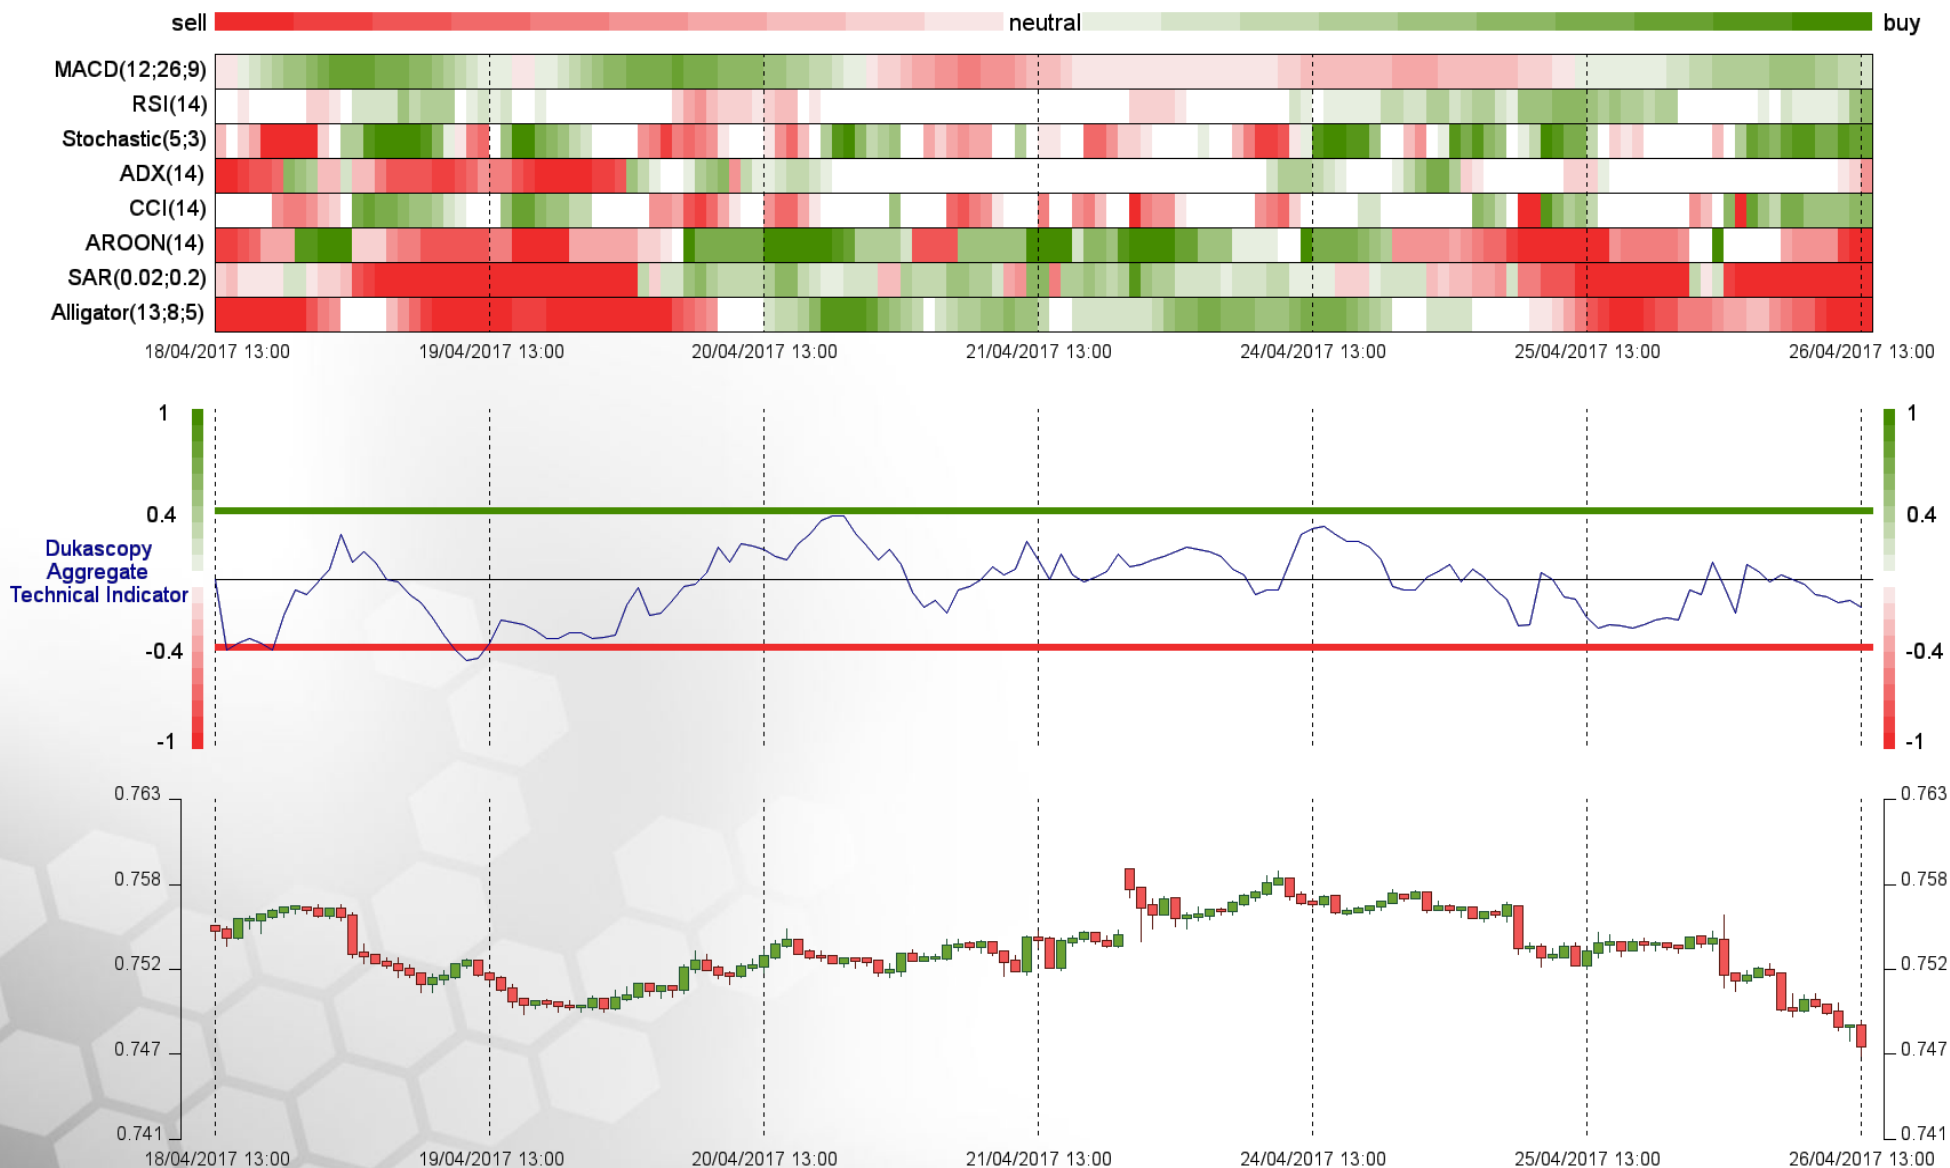 sell neutral buy
MACD(12;26;9)
RSI(14)
Stochastic(5;3)
ADX(14)
CCI(14)
AROON(14)
SAR(0.02;0.2)
Alligator(13;8;5)
18/04/2017 13:00 19/04/2017 13:00 20/04/2017 13:00 21/04/2017 13:00 24/04/2017 13:00 25/04/2017 13:00 26/04/2017 13:00
1 1
0.4 0.4
Dukascopy
Aggregate
Technical Indicator
-0.4 -0.4
-1 -1
0.763 0.763
0.758 0.758
0.752 0.752
0.747 0.747
0.741 0.741
18/04/2017 13:00 19/04/2017 13:00 20/04/2017 13:00 21/04/2017 13:00 24/04/2017 13:00 25/04/2017 13:00 26/04/2017 13:00